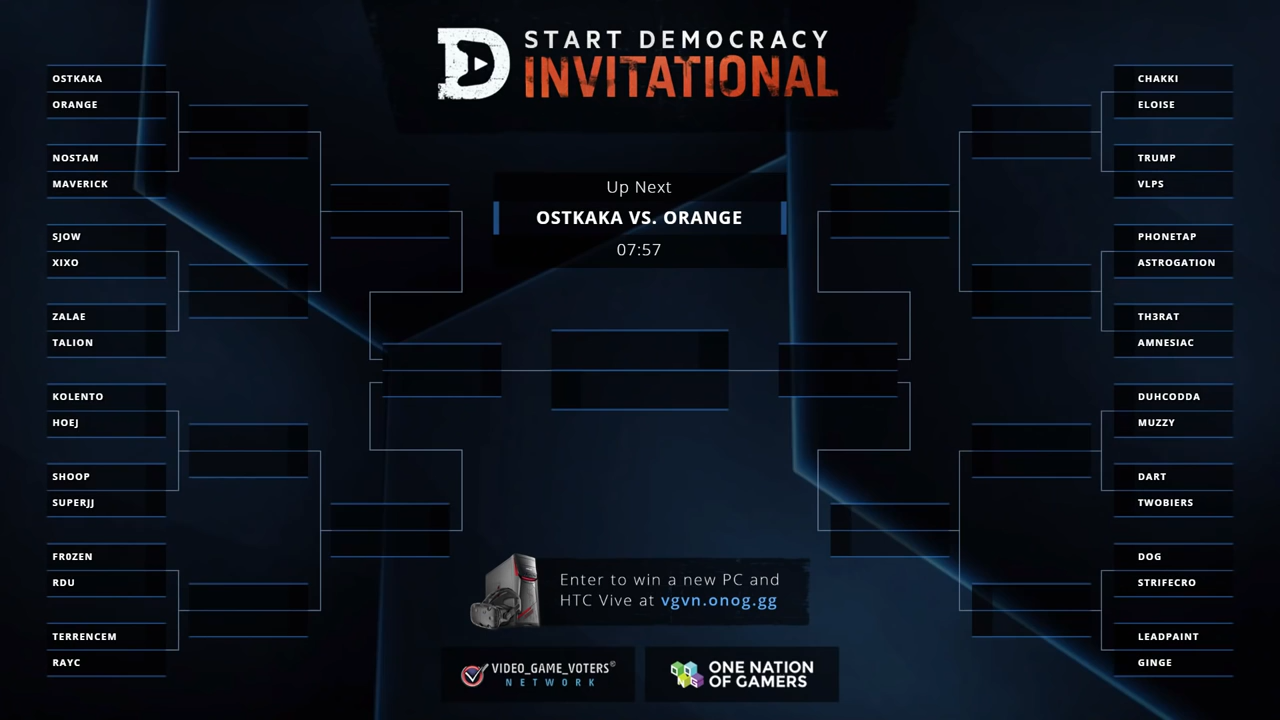 START DEMOCRACY
INVITATIONAL
OSTKAKA
ORANGE
NOSTAM
MAVERICK
SJOW
XIXO
ZALAE
TALION
KOLENTO
HOEJ
SHOOP
SUPERJJ
FR0ZEN
RDU
TERRENCEM
RAYC
Up Next
OSTKAKA VS. ORANGE
07:57
CHAKKI
ELOISE
TRUMP
VLPS
PHONETAP
ASTROGATION
TH3RAT
AMNESIAC
DUHCODDA
MUZZY
DART
TWOBIERS
DOG
STRIFECRO
LEADPAINT
GINGE
Enter to win a new PC and
HTC Vive at vgvn.onog.gg
VIDEO_GAME_VOTERS®
NETWORK
ONE NATION
OF GAMERS